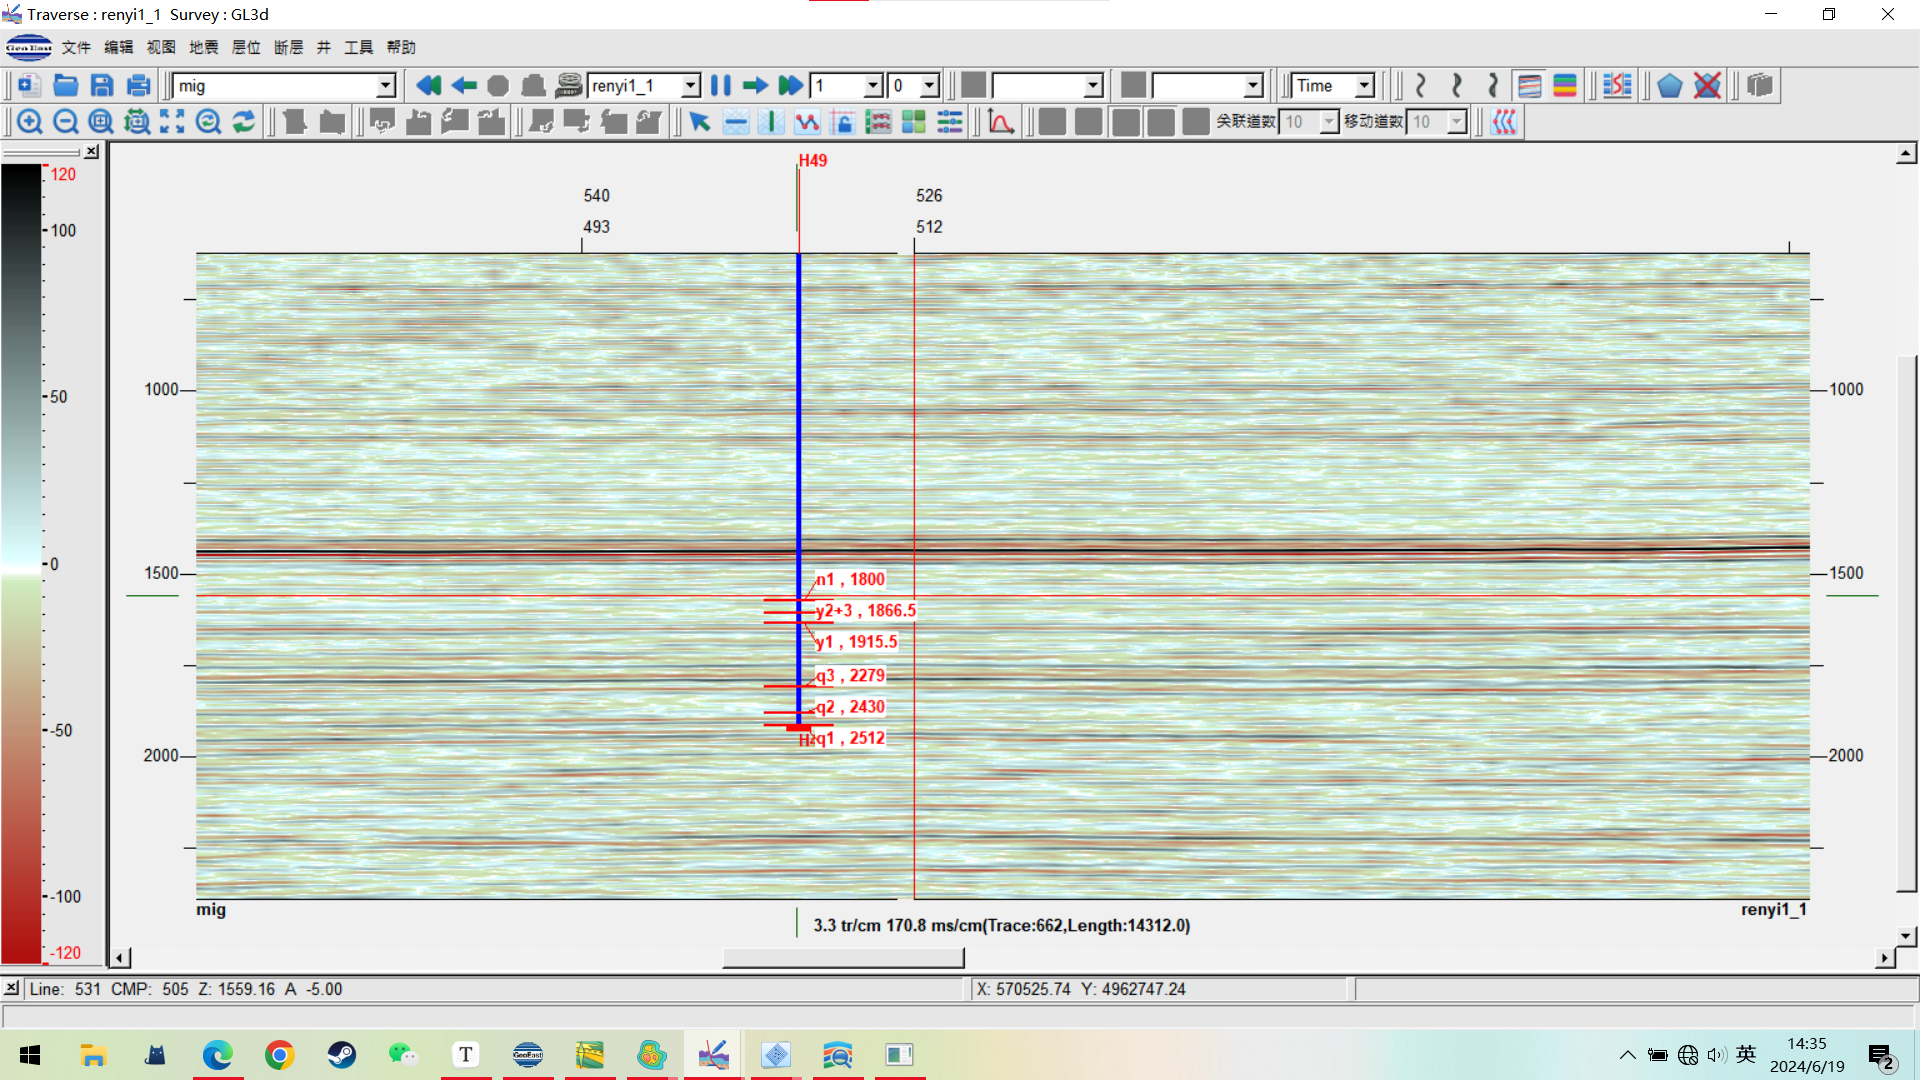 Traverse : renyi1_1  Survey : GL3d
GeoEast 文件 编辑 视图 地震 层位 断层 井 工具 帮助
mig renyi1_1 1 0 Time
关联道数 10 移动道数 10
H49
540 526
493 512
120
100
50
0
-50
-100
-120
1000 1000
1500 1500
2000 2000
n1 , 1800
y2+3 , 1866.5
y1 , 1915.5
q3 , 2279
q2 , 2430
q1 , 2512
mig renyi1_1
3.3 tr/cm 170.8 ms/cm(Trace:662,Length:14312.0)
Line: 531 CMP: 505 Z: 1559.16 A -5.00 X: 570525.74 Y: 4962747.24
T GeoEast 英 14:35
2024/6/19 2